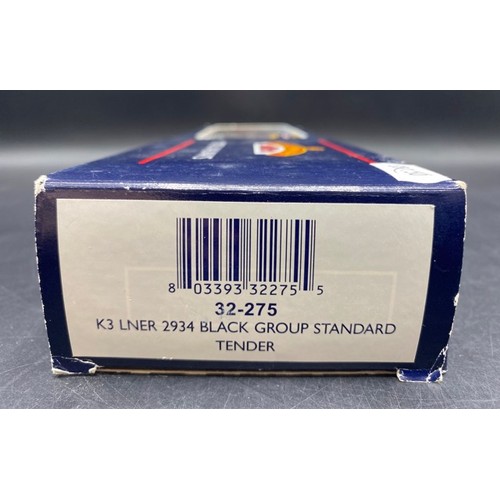 8 03393 32275 5
32-275
K3 LNER 2934 BLACK GROUP STANDARD
TENDER